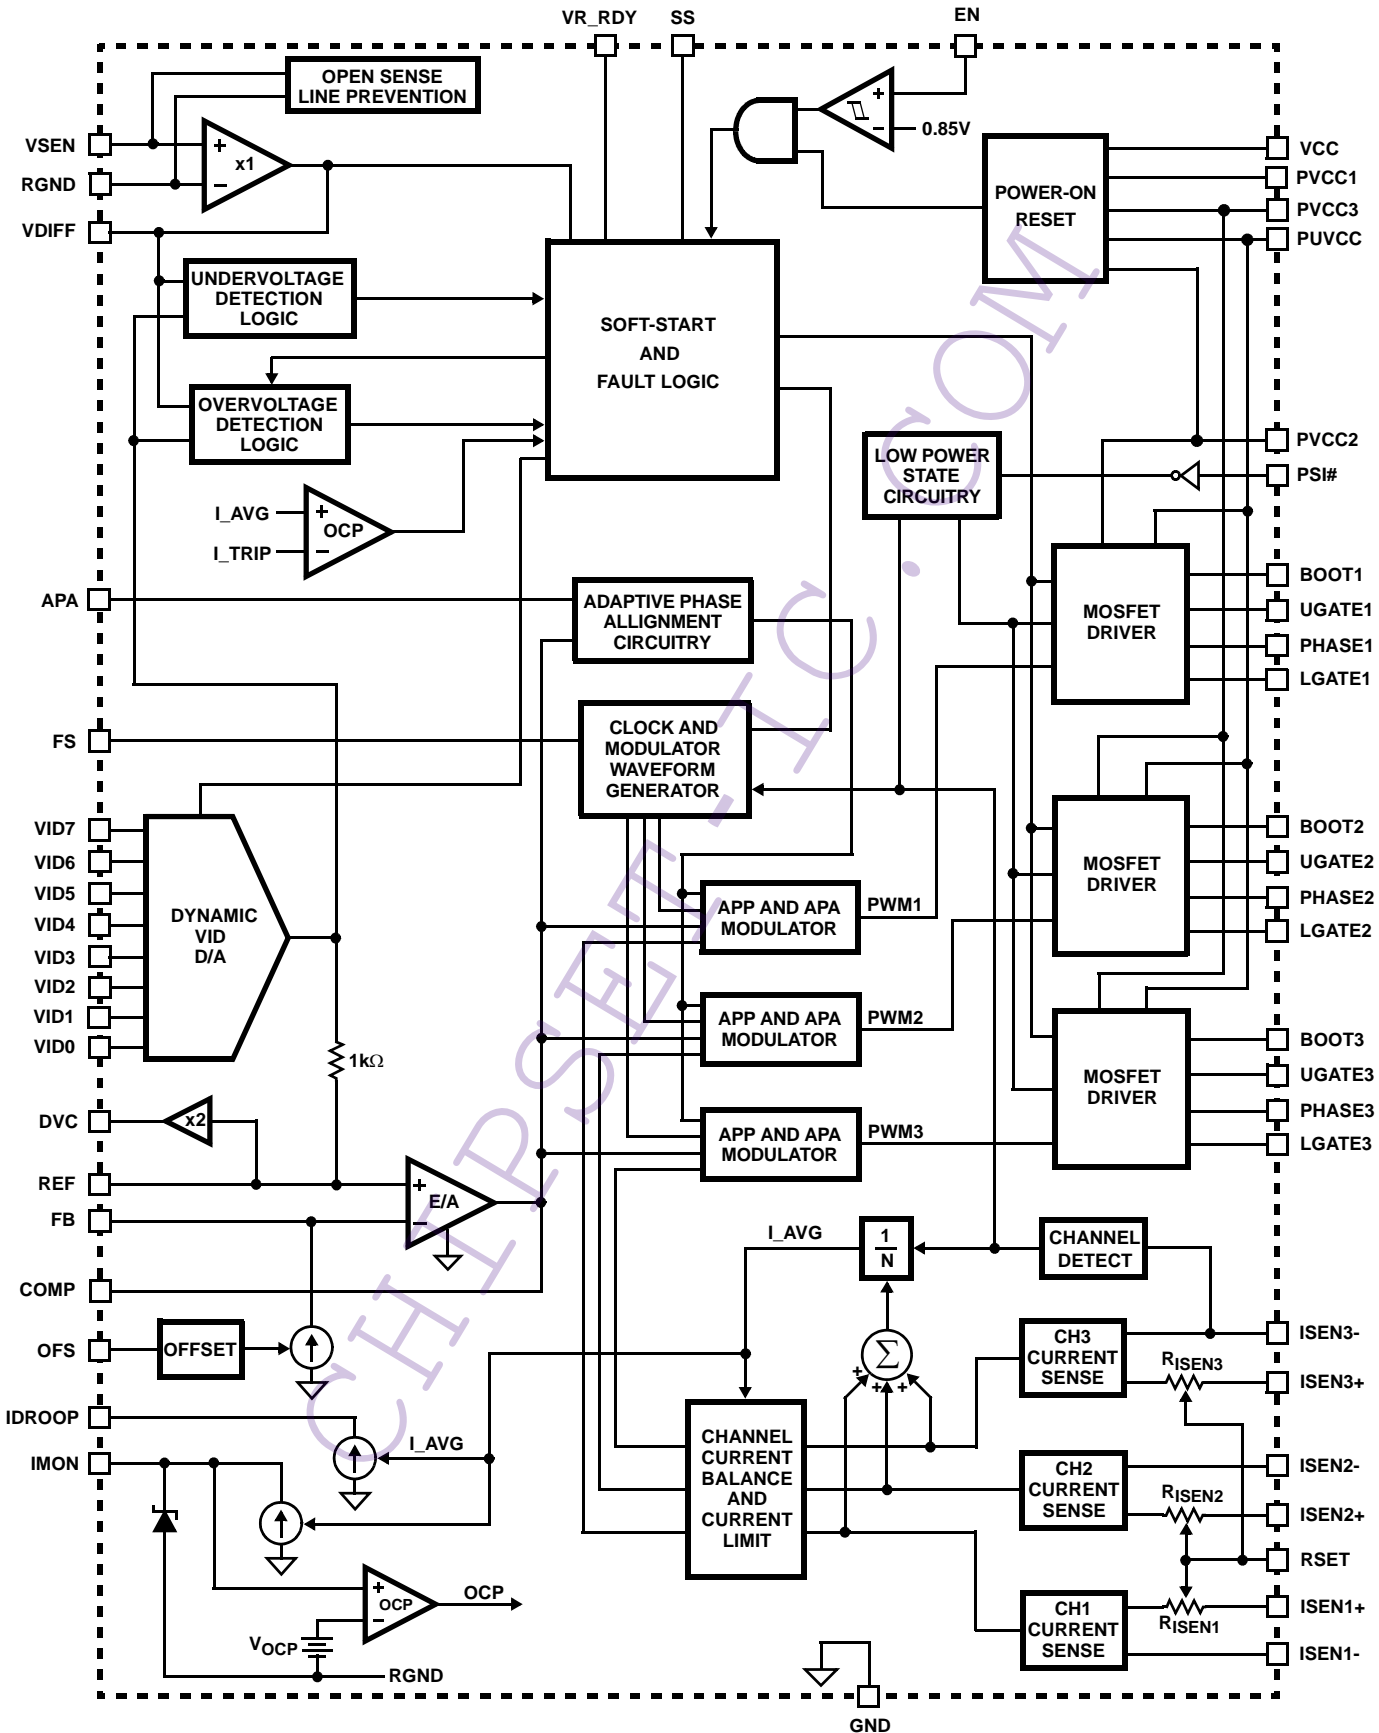 VR_RDY
SS
EN
OPEN SENSE
LINE PREVENTION
VSEN
+
x1
−
RGND
VDIFF
+
−
0.85V
POWER-ON
RESET
VCC
PVCC1
PVCC3
PUVCC
UNDERVOLTAGE
DETECTION
LOGIC
SOFT-START
AND
FAULT LOGIC
OVERVOLTAGE
DETECTION
LOGIC
I_AVG
+
OCP
I_TRIP
−
LOW POWER
STATE
CIRCUITRY
PVCC2
PSI#
APA
ADAPTIVE PHASE
ALLIGNMENT
CIRCUITRY
MOSFET
DRIVER
BOOT1
UGATE1
PHASE1
LGATE1
FS
CLOCK AND
MODULATOR
WAVEFORM
GENERATOR
VID7
VID6
VID5
VID4
VID3
VID2
VID1
VID0
DYNAMIC
VID
D/A
1kΩ
APP AND APA
MODULATOR
PWM1
MOSFET
DRIVER
BOOT2
UGATE2
PHASE2
LGATE2
APP AND APA
MODULATOR
PWM2
MOSFET
DRIVER
BOOT3
UGATE3
PHASE3
LGATE3
APP AND APA
MODULATOR
PWM3
DVC
x2
REF
FB
+
E/A
−
COMP
I_AVG
1
N
CHANNEL
DETECT
OFS
OFFSET
Σ
+
+
+
CH3
CURRENT
SENSE
RISEN3
ISEN3-
ISEN3+
IDROOP
I_AVG
IMON
CHANNEL
CURRENT
BALANCE
AND
CURRENT
LIMIT
CH2
CURRENT
SENSE
RISEN2
ISEN2-
ISEN2+
RSET
+
OCP
−
OCP
VOCP
RGND
CH1
CURRENT
SENSE
RISEN1
ISEN1+
ISEN1-
GND
CHIPSET-IC.COM